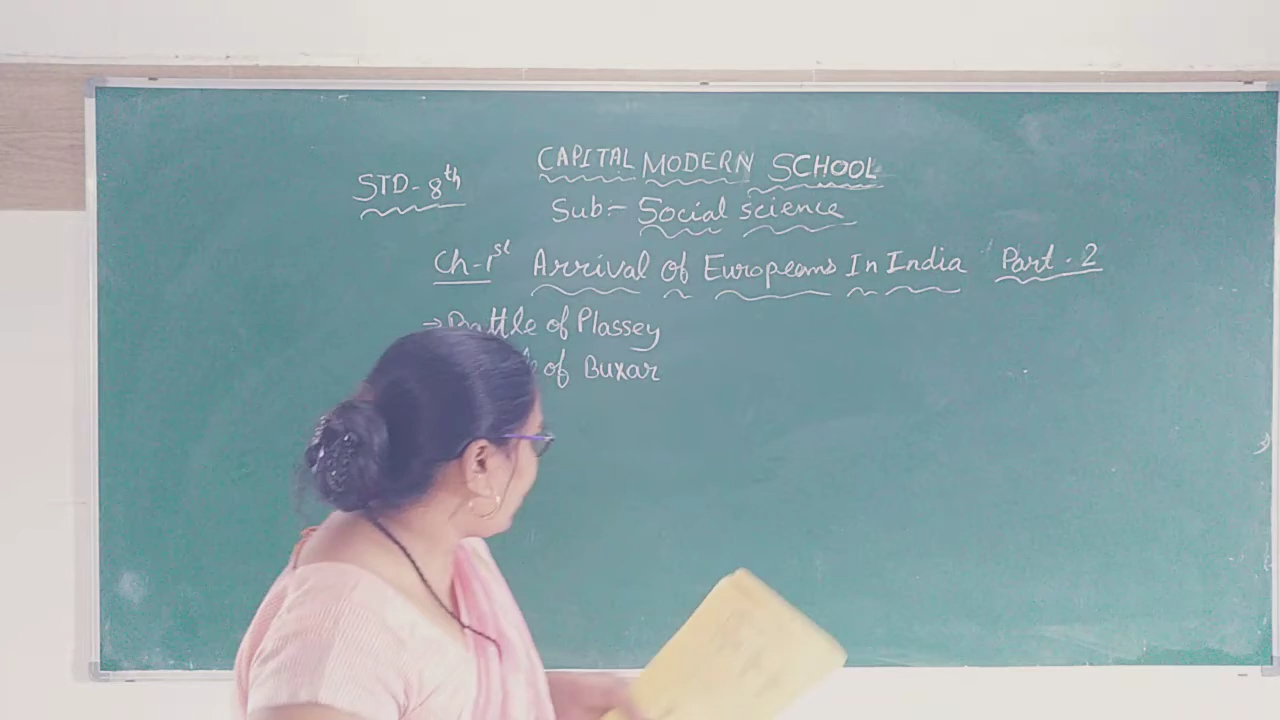 CAPITAL MODERN SCHOOL
STD-8th
Sub:- Social science
Ch-1st Arrival of Europeans In India Part-2
→ Battle of Plassey
of Buxar